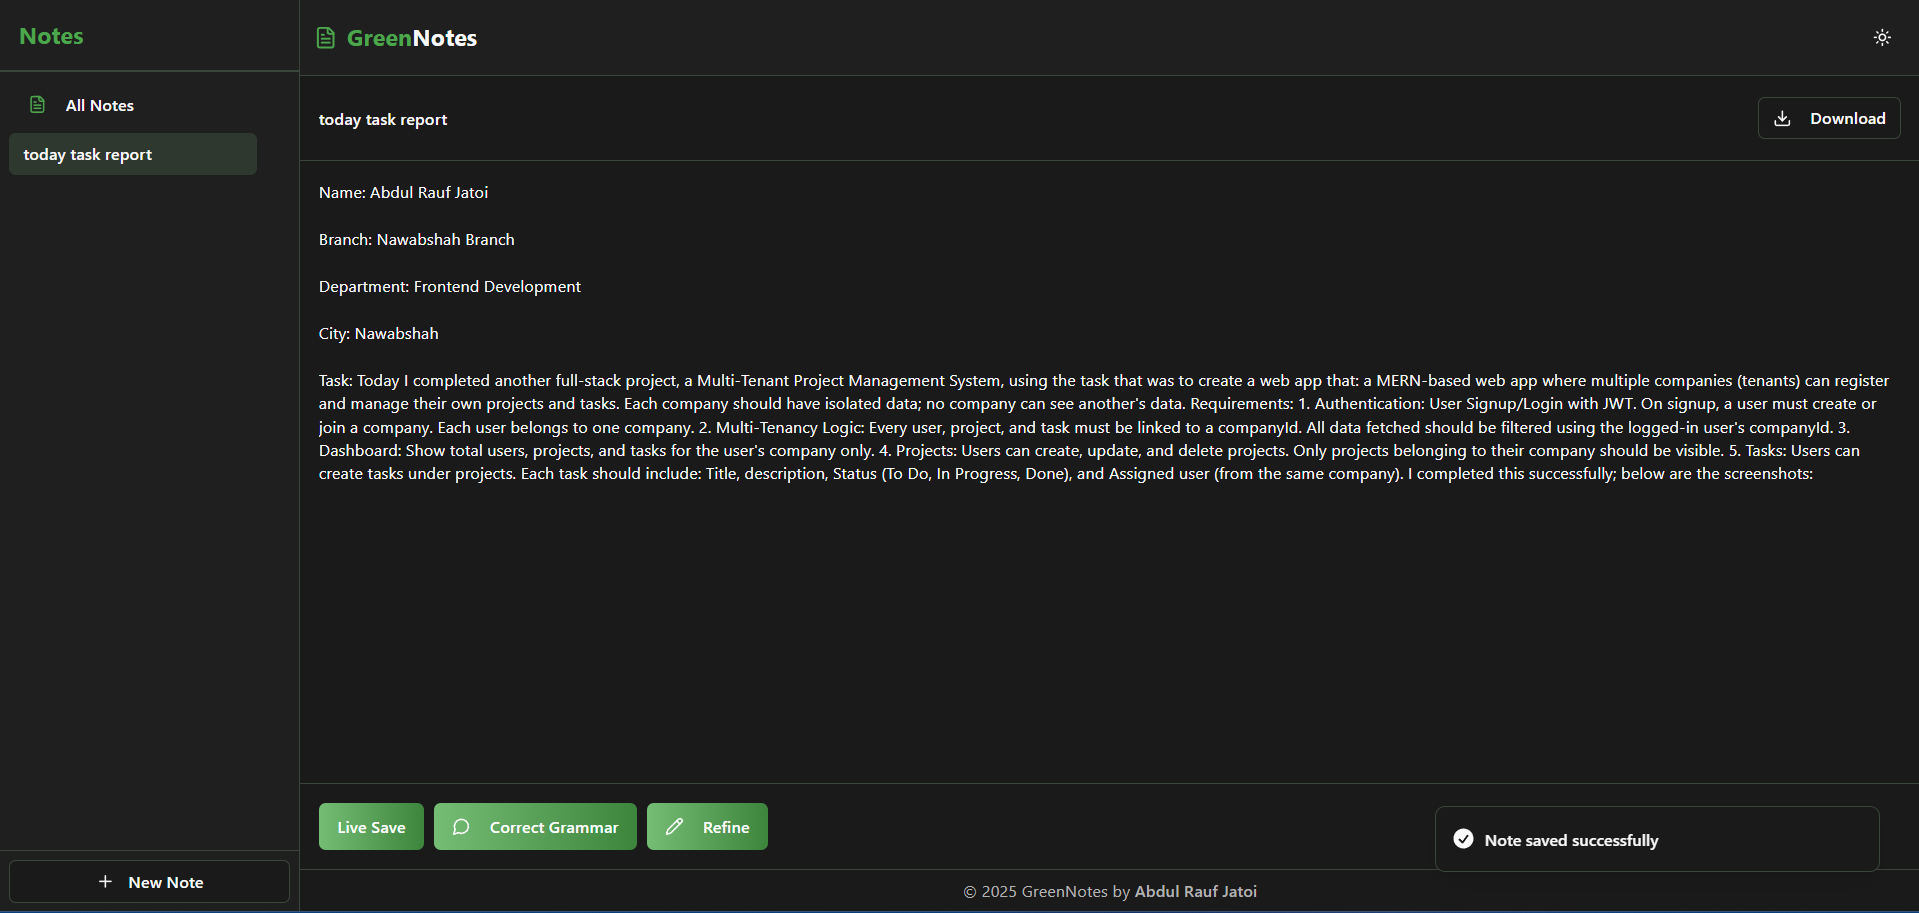 Notes
GreenNotes
All Notes
today task report
today task report
Download
Name: Abdul Rauf Jatoi
Branch: Nawabshah Branch
Department: Frontend Development
City: Nawabshah
Task: Today I completed another full-stack project, a Multi-Tenant Project Management System, using the task that was to create a web app that: a MERN-based web app where multiple companies (tenants) can register
and manage their own projects and tasks. Each company should have isolated data; no company can see another's data. Requirements: 1. Authentication: User Signup/Login with JWT. On signup, a user must create or
join a company. Each user belongs to one company. 2. Multi-Tenancy Logic: Every user, project, and task must be linked to a companyId. All data fetched should be filtered using the logged-in user's companyId. 3.
Dashboard: Show total users, projects, and tasks for the user's company only. 4. Projects: Users can create, update, and delete projects. Only projects belonging to their company should be visible. 5. Tasks: Users can
create tasks under projects. Each task should include: Title, description, Status (To Do, In Progress, Done), and Assigned user (from the same company). I completed this successfully; below are the screenshots:
Live Save
Correct Grammar
Refine
Note saved successfully
New Note
© 2025 GreenNotes by Abdul Rauf Jatoi